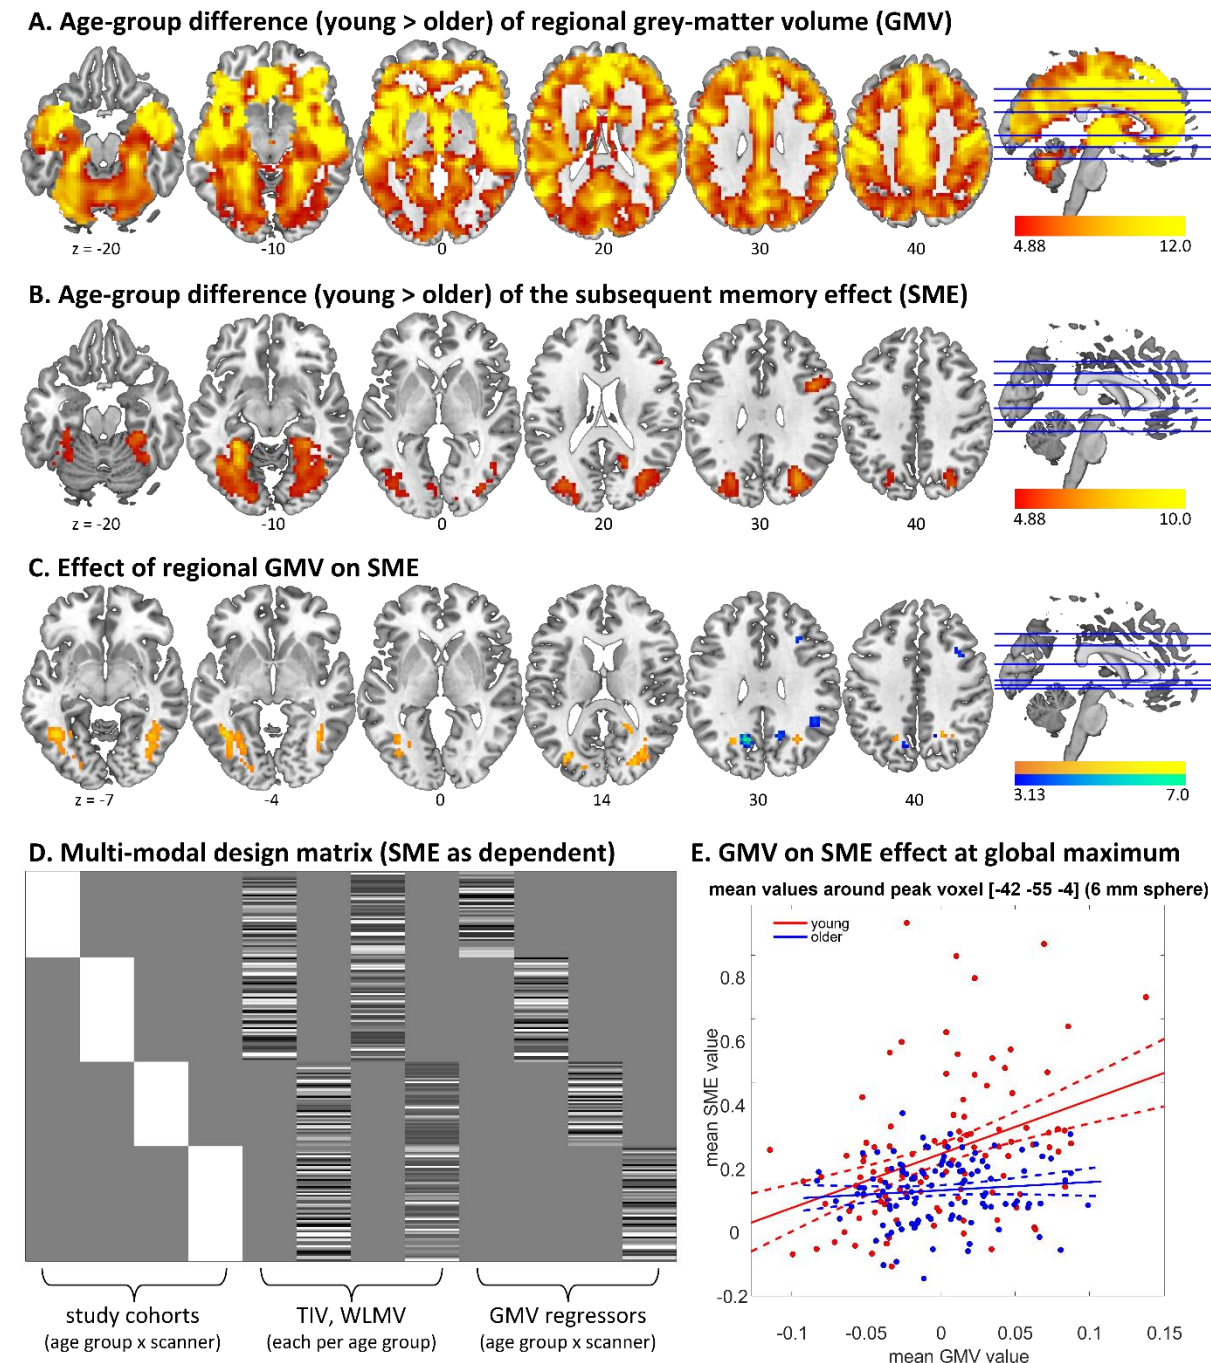 A. Age-group difference (young > older) of regional grey-matter volume (GMV)
z = -20
-10
0
20
30
40
4.88
12.0
B. Age-group difference (young > older) of the subsequent memory effect (SME)
z = -20
-10
0
20
30
40
4.88
10.0
C. Effect of regional GMV on SME
z = -7
-4
0
14
30
40
3.13
7.0
D. Multi-modal design matrix (SME as dependent)
study cohorts
(age group x scanner)
TIV, WLMV
(each per age group)
GMV regressors
(age group x scanner)
E. GMV on SME effect at global maximum
mean values around peak voxel [-42 -55 -4] (6 mm sphere)
young
older
mean SME value
0.8
0.6
0.4
0.2
0
-0.2
-0.1
-0.05
0
0.05
0.1
0.15
mean GMV value